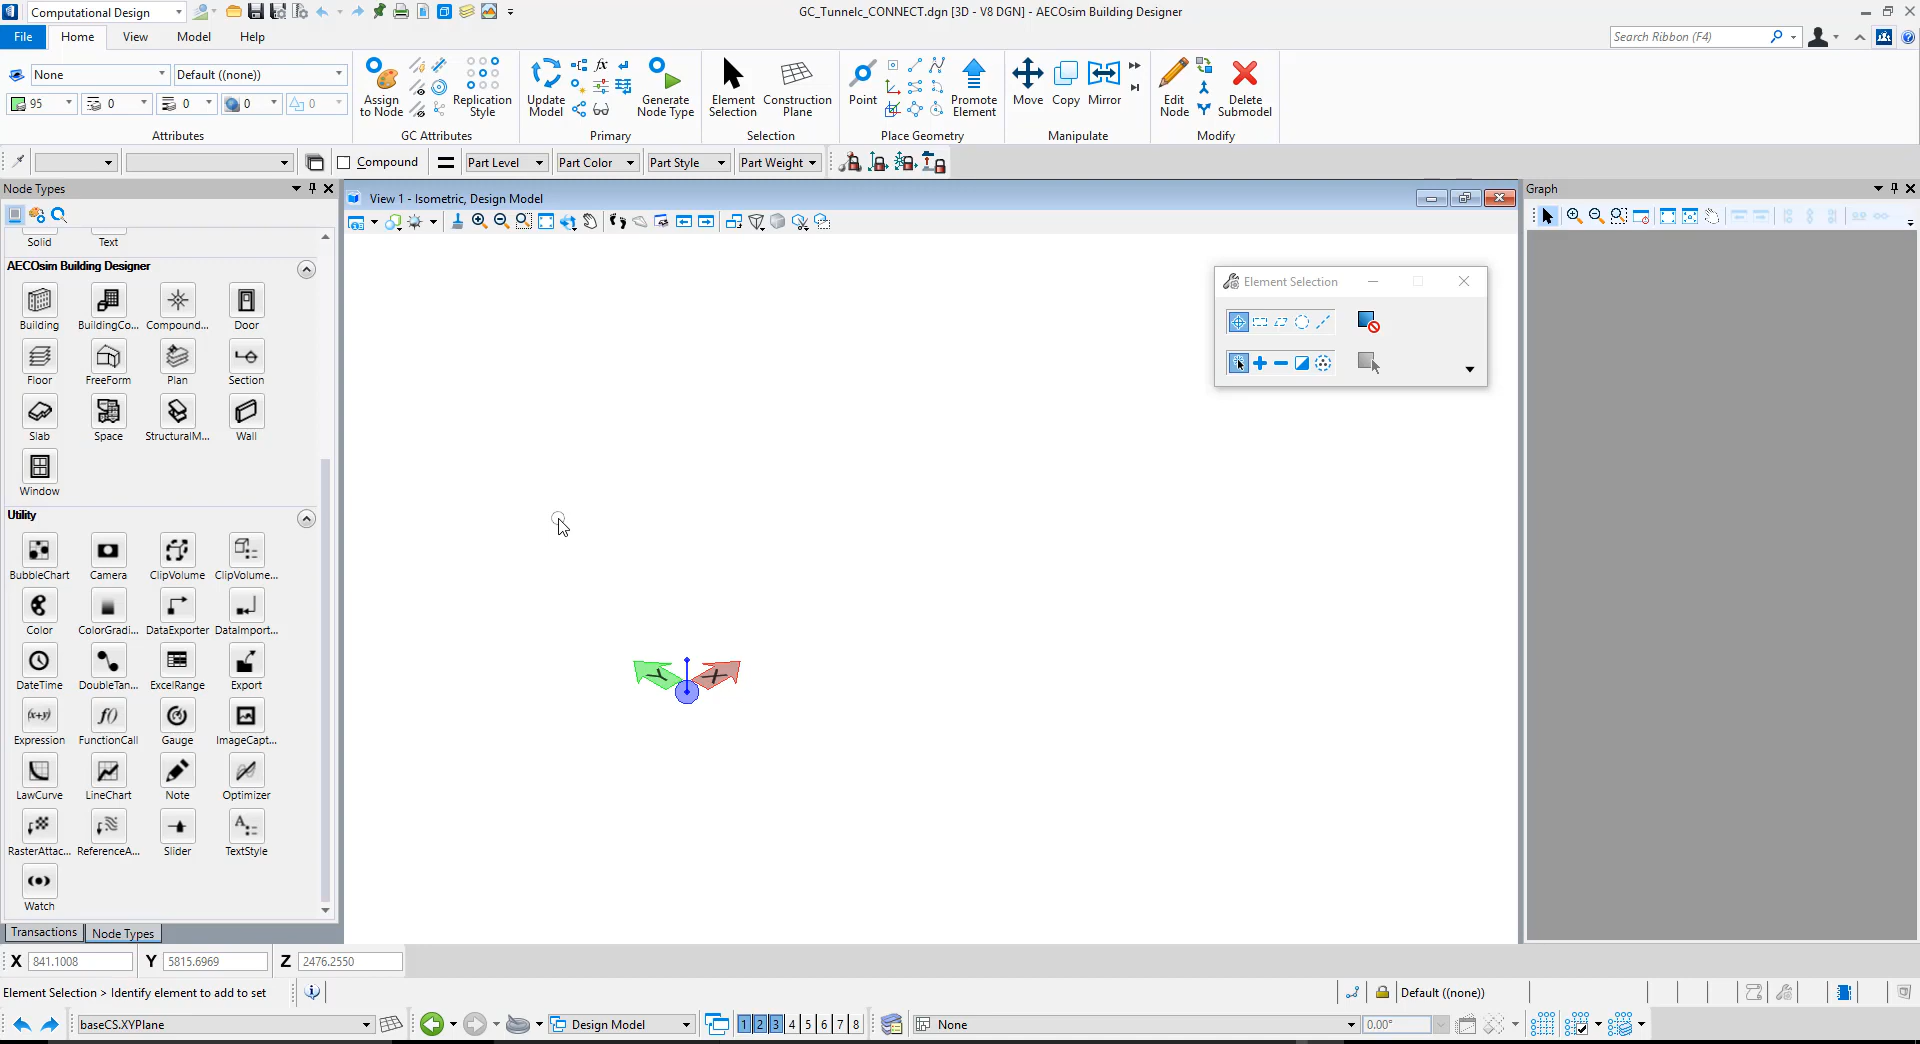 Computational Design
GC_Tunnelc_CONNECT.dgn [3D - V8 DGN] - AECOsim Building Designer
File Home View Model Help
Search Ribbon (F4)
None Default ((none))
95 0 0 0 0
Attributes
Assign to Node
Replication Style
GC Attributes
Update Model
fx
Generate Node Type
Primary
Element Selection
Construction Plane
Selection
Point
Promote Element
Place Geometry
Move Copy Mirror
Manipulate
Edit Node
Delete Submodel
Modify
Compound Part Level Part Color Part Style Part Weight
Node Types
View 1 - Isometric, Design Model
Graph
Solid Text
AECOsim Building Designer
Building BuildingCo... Compound... Door
Floor FreeForm Plan Section
Slab Space StructuralM... Wall
Window
Utility
BubbleChart Camera ClipVolume ClipVolume...
Color ColorGradi... DataExporter DataImport...
DateTime DoubleTan... ExcelRange Export
(x+y) f()
Expression FunctionCall Gauge ImageCapt...
LawCurve LineChart Note Optimizer
RasterAttac... ReferenceA... Slider TextStyle
Watch
Element Selection
Y X
Transactions Node Types
X 841.1008 Y 5815.6969 Z 2476.2550
Element Selection > Identify element to add to set
Default ((none))
baseCS.XYPlane
Design Model
1 2 3 4 5 6 7 8
None
0.00°